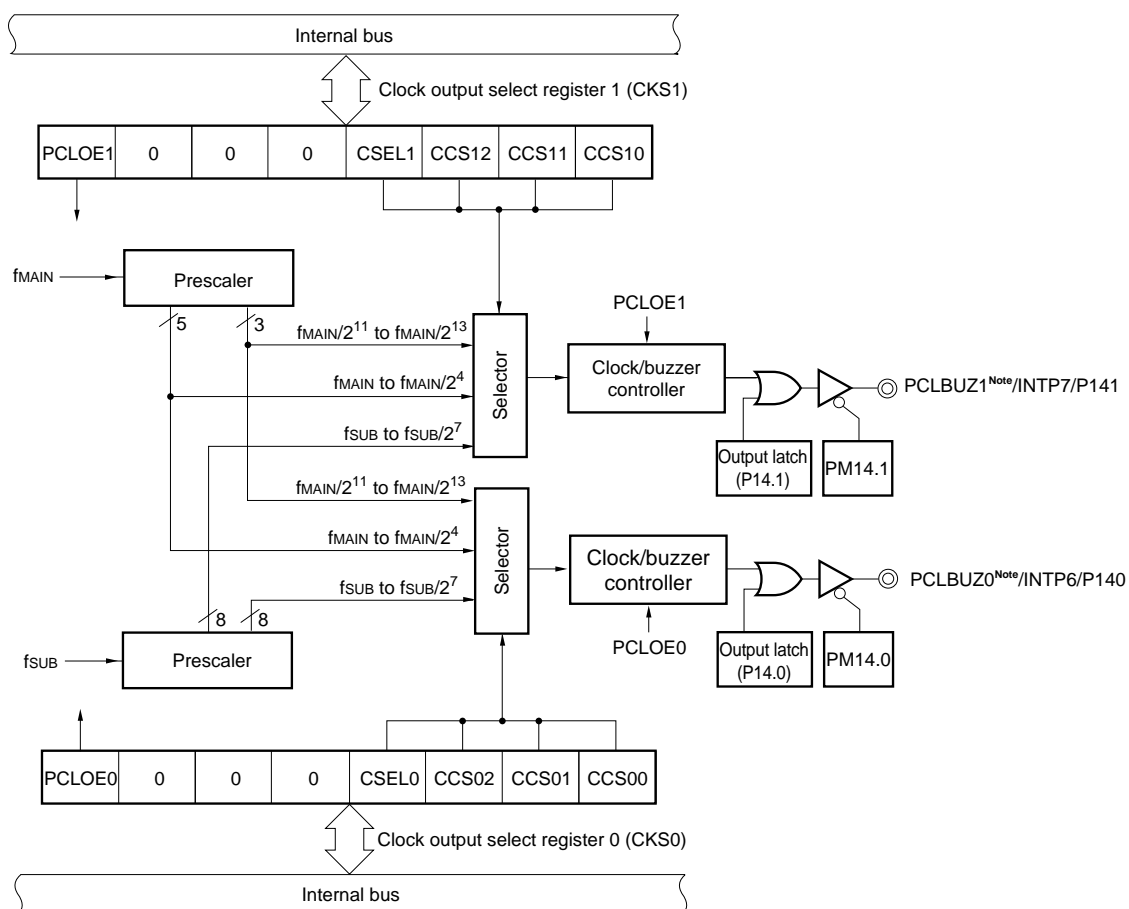 Internal bus
Clock output select register 1 (CKS1)
PCLOE1 0 0 0 CSEL1 CCS12 CCS11 CCS10
fMAIN
Prescaler
5 3
PCLOE1
fMAIN/2^11 to fMAIN/2^13
fMAIN to fMAIN/2^4
fSUB to fSUB/2^7
Selector
Clock/buzzer
controller
PCLBUZ1^Note/INTP7/P141
Output latch
(P14.1)
PM14.1
fMAIN/2^11 to fMAIN/2^13
fMAIN to fMAIN/2^4
fSUB to fSUB/2^7
Selector
Clock/buzzer
controller
PCLBUZ0^Note/INTP6/P140
8 8
PCLOE0
Output latch
(P14.0)
PM14.0
fSUB
Prescaler
PCLOE0 0 0 0 CSEL0 CCS02 CCS01 CCS00
Clock output select register 0 (CKS0)
Internal bus